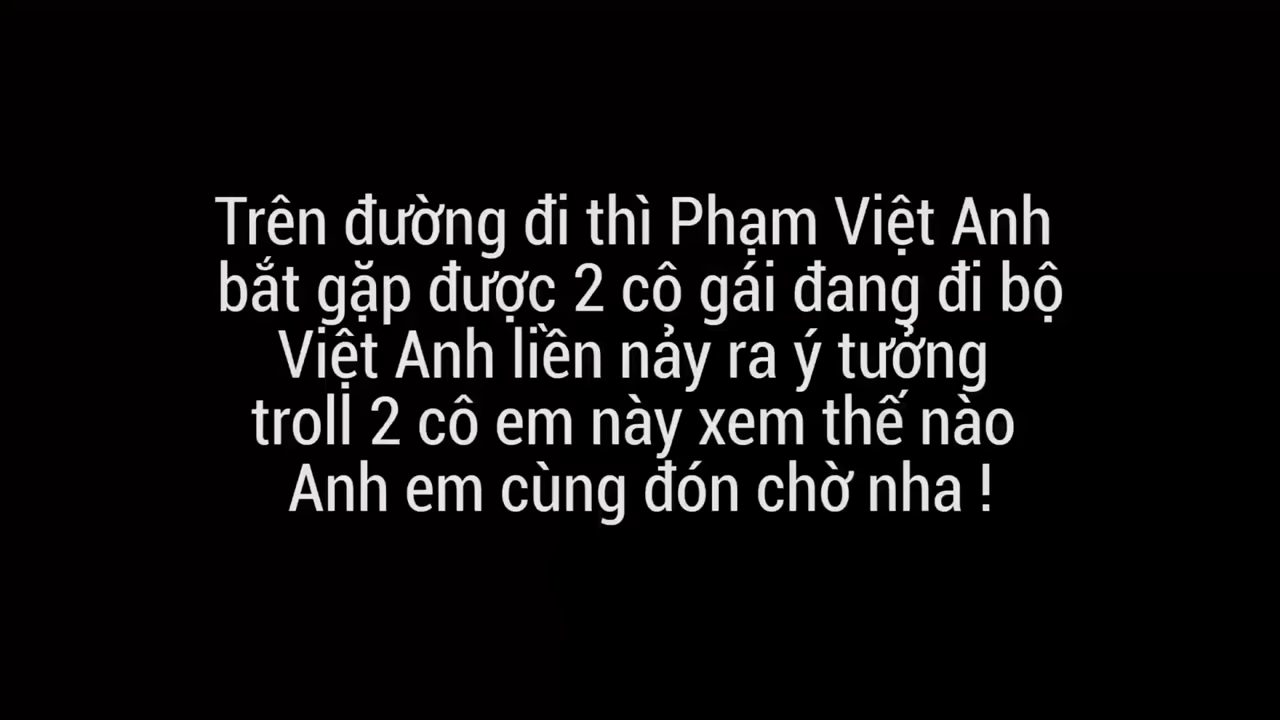 Trên đường đi thì Phạm Việt Anh
bắt gặp được 2 cô gái đang đi bộ
Việt Anh liền nảy ra ý tưởng
troll 2 cô em này xem thế nào
Anh em cùng đón chờ nha !